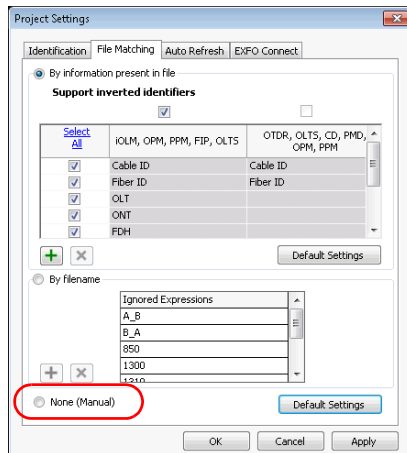 Project Settings
Identification File Matching Auto Refresh EXFO Connect
By information present in file
Support inverted identifiers
Select All
iOLM, OPM, PPM, FIP, OLTS
OTDR, OLTS, CD, PMD, OPM, PPM
Cable ID Cable ID
Fiber ID Fiber ID
OLT
ONT
FDH
Default Settings
By filename
Ignored Expressions
A_B
B_A
850
1300
1310
None (Manual)
Default Settings
OK Cancel Apply